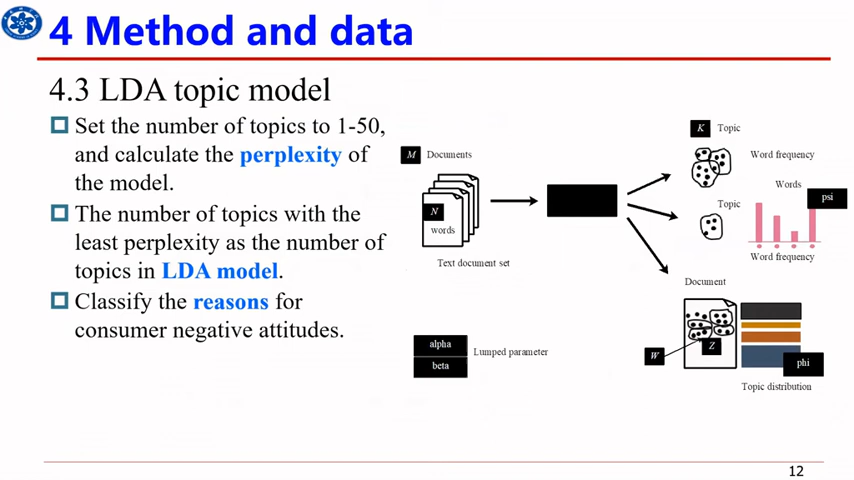 4 Method and data
4.3 LDA topic model
Set the number of topics to 1-50,
and calculate the perplexity of
the model.
The number of topics with the
least perplexity as the number of
topics in LDA model.
Classify the reasons for
consumer negative attitudes.
M Documents
N
words
Text document set
alpha
beta
Lumped parameter
K Topic
Word frequency
Words
psi
Topic
Word frequency
Document
W
Z
phi
Topic distribution
12